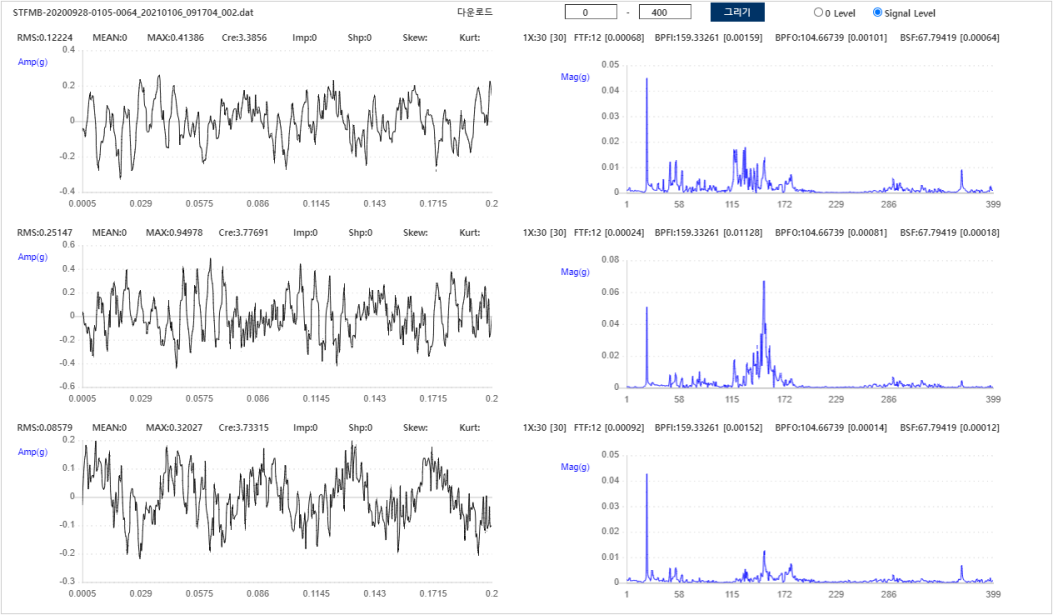 STFMB-20200928-0105-0064_20210106_091704_002.dat 다운로드 0 - 400 그리기 0 Level Signal Level
RMS:0.12224 MEAN:0 MAX:0.41386 Cre:3.3856 Imp:0 Shp:0 Skew: Kurt: 1X:30 [30] FTF:12 [0.00068] BPFI:159.33261 [0.00159] BPFO:104.66739 [0.00101] BSF:67.79419 [0.00064]
Amp(g) 0.4 0.2 0 -0.2 -0.4
0.0005 0.029 0.0575 0.086 0.1145 0.143 0.1715 0.2
Mag(g) 0.05 0.04 0.03 0.02 0.01 0
1 58 115 172 229 286 399
RMS:0.25147 MEAN:0 MAX:0.94978 Cre:3.77691 Imp:0 Shp:0 Skew: Kurt: 1X:30 [30] FTF:12 [0.00024] BPFI:159.33261 [0.01128] BPFO:104.66739 [0.00081] BSF:67.79419 [0.00018]
Amp(g) 0.6 0.4 0.2 0 -0.2 -0.4 -0.6
0.0005 0.029 0.0575 0.086 0.1145 0.143 0.1715 0.2
Mag(g) 0.08 0.06 0.04 0.02 0
1 58 115 172 229 286 399
RMS:0.08579 MEAN:0 MAX:0.32027 Cre:3.73315 Imp:0 Shp:0 Skew: Kurt: 1X:30 [30] FTF:12 [0.00092] BPFI:159.33261 [0.00152] BPFO:104.66739 [0.00014] BSF:67.79419 [0.00012]
Amp(g) 0.2 0.1 0 -0.1 -0.2 -0.3
0.0005 0.029 0.0575 0.086 0.1145 0.143 0.1715 0.2
Mag(g) 0.05 0.04 0.03 0.02 0.01 0
1 58 115 172 229 286 399